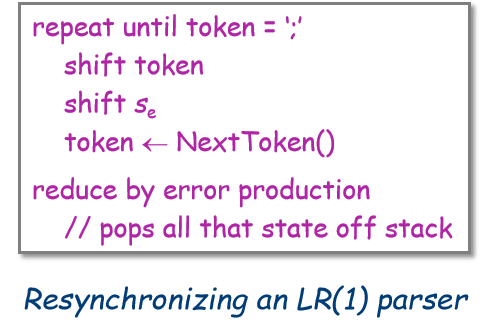 repeat until token = ‘;’
shift token
shift sₑ
token ← NextToken()
reduce by error production
// pops all that state off stack
Resynchronizing an LR(1) parser